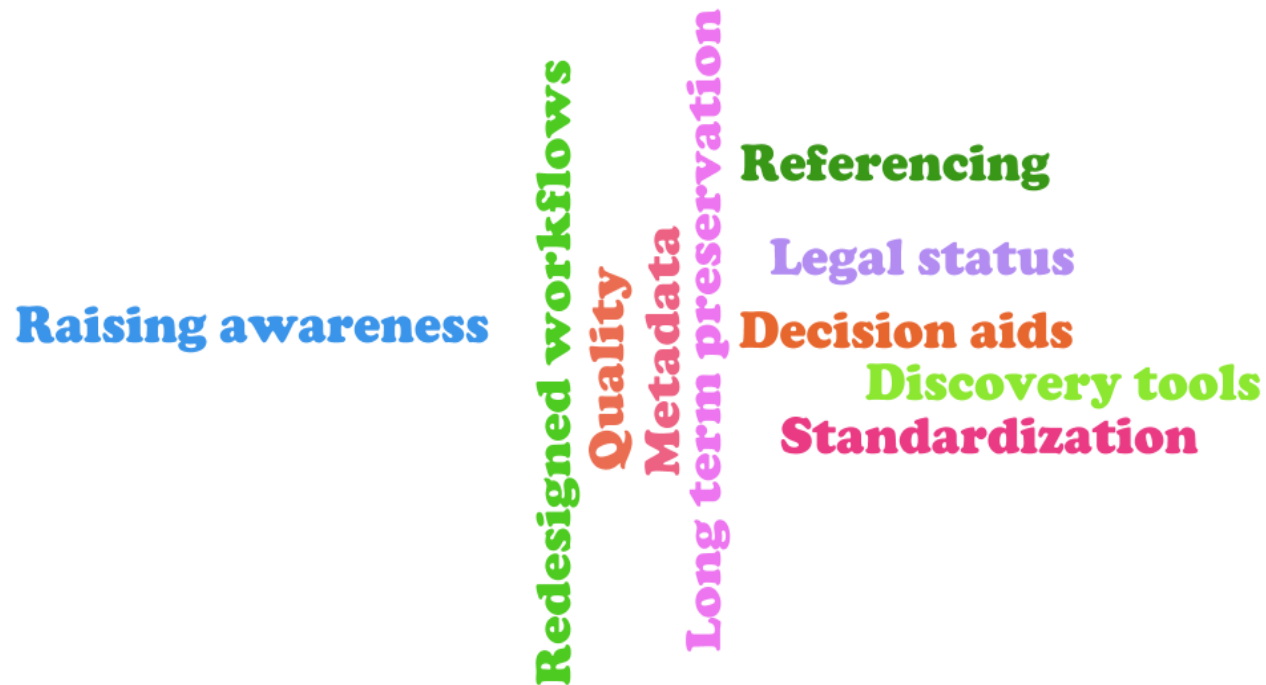 Raising awareness
Redesigned workflows
Quality
Metadata
Long term preservation
Referencing
Legal status
Decision aids
Discovery tools
Standardization